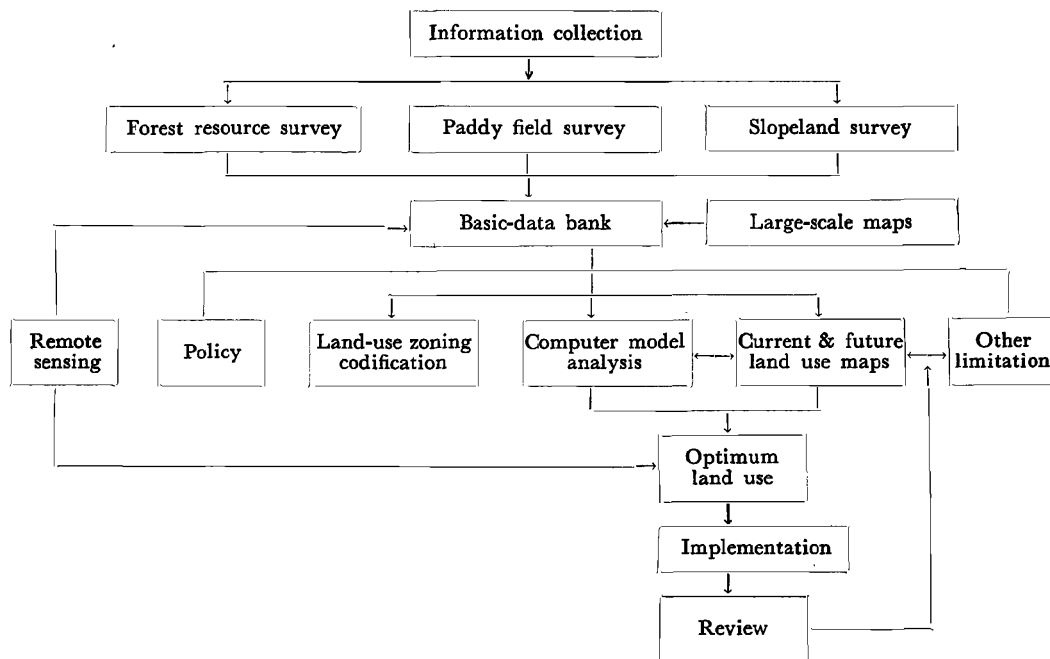 Information collection
Forest resource survey
Paddy field survey
Slopeland survey
Basic-data bank
Large-scale maps
Remote
sensing
Policy
Land-use zoning
codification
Computer model
analysis
Current & future
land use maps
Other
limitation
Optimum
land use
Implementation
Review